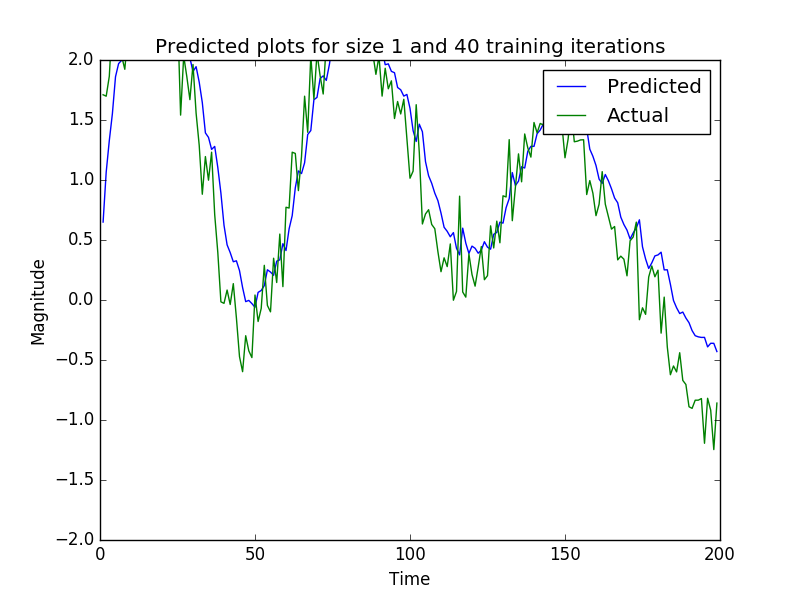 Predicted plots for size 1 and 40 training iterations
Predicted
Actual
2.0
1.5
1.0
0.5
0.0
−0.5
−1.0
−1.5
−2.0
Magnitude
0 50 100 150 200
Time